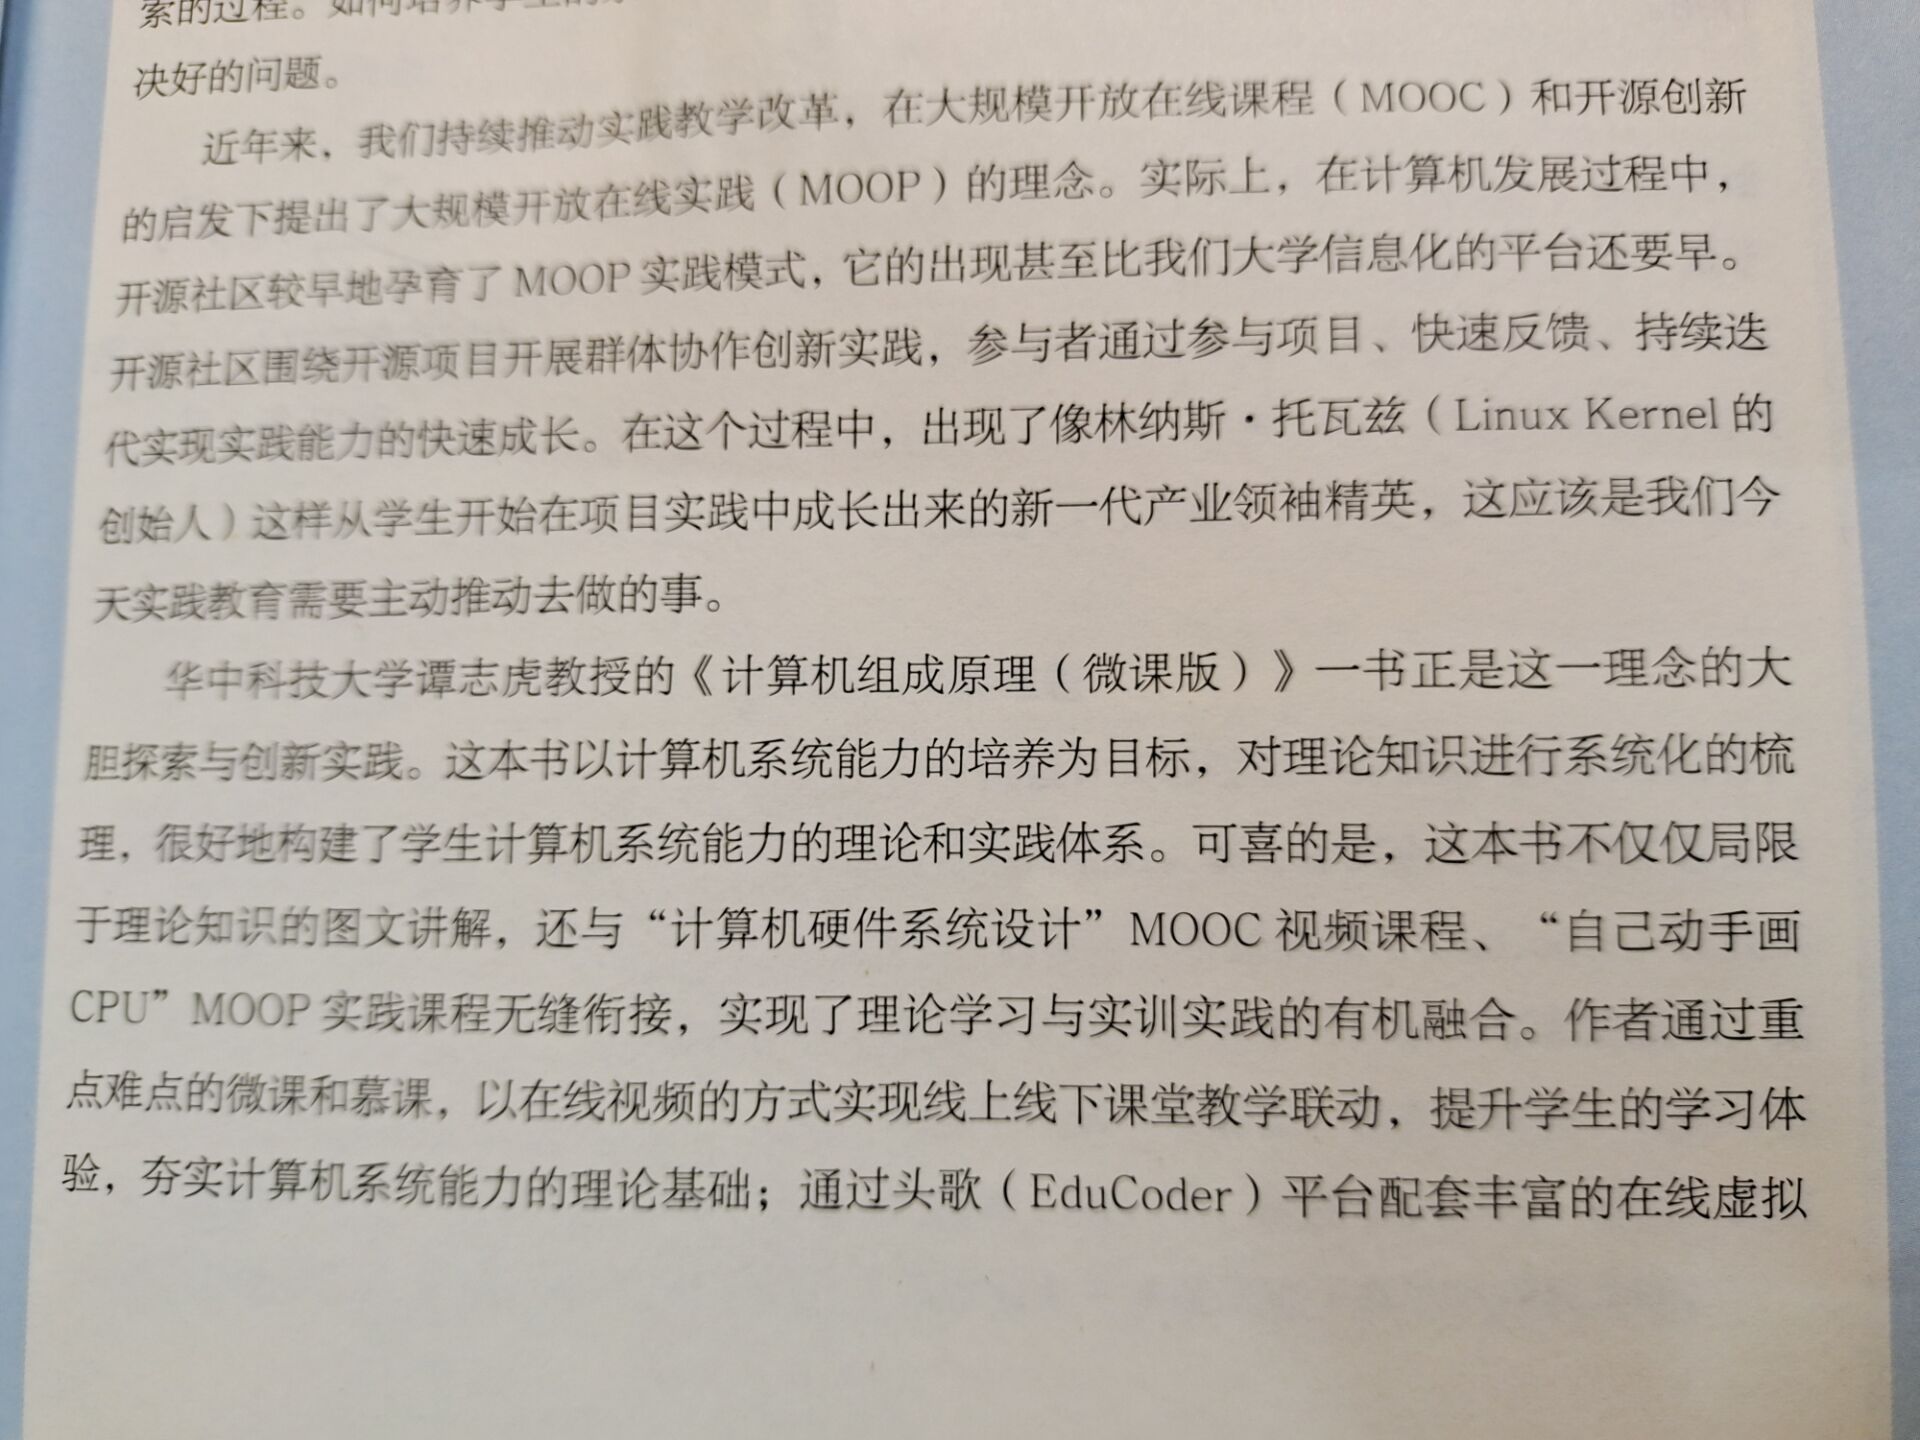 索的过程。如何培养学生的
决好的问题。
近年来，我们持续推动实践教学改革，在大规模开放在线课程（MOOC）和开源创新
的启发下提出了大规模开放在线实践（MOOP）的理念。实际上，在计算机发展过程中，
开源社区较早地孕育了 MOOP 实践模式，它的出现甚至比我们大学信息化的平台还要早。
开源社区围绕开源项目开展群体协作创新实践，参与者通过参与项目、快速反馈、持续迭
代实现实践能力的快速成长。在这个过程中，出现了像林纳斯·托瓦兹（Linux Kernel 的
创始人）这样从学生开始在项目实践中成长出来的新一代产业领袖精英，这应该是我们今
天实践教育需要主动推动去做的事。
华中科技大学谭志虎教授的《计算机组成原理（微课版）》一书正是这一理念的大
胆探索与创新实践。这本书以计算机系统能力的培养为目标，对理论知识进行系统化的梳
理，很好地构建了学生计算机系统能力的理论和实践体系。可喜的是，这本书不仅仅局限
于理论知识的图文讲解，还与“计算机硬件系统设计”MOOC 视频课程、“自己动手画
CPU”MOOP 实践课程无缝衔接，实现了理论学习与实训实践的有机融合。作者通过重
点难点的微课和慕课，以在线视频的方式实现线上线下课堂教学联动，提升学生的学习体
验，夯实计算机系统能力的理论基础；通过头歌（EduCoder）平台配套丰富的在线虚拟